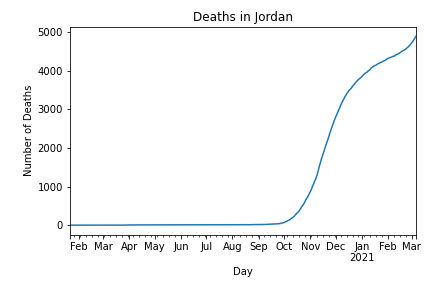 Deaths in Jordan
5000
4000
3000
2000
1000
0
Number of Deaths
Feb Mar Apr May Jun Jul Aug Sep Oct Nov Dec Jan Feb Mar
2021
Day